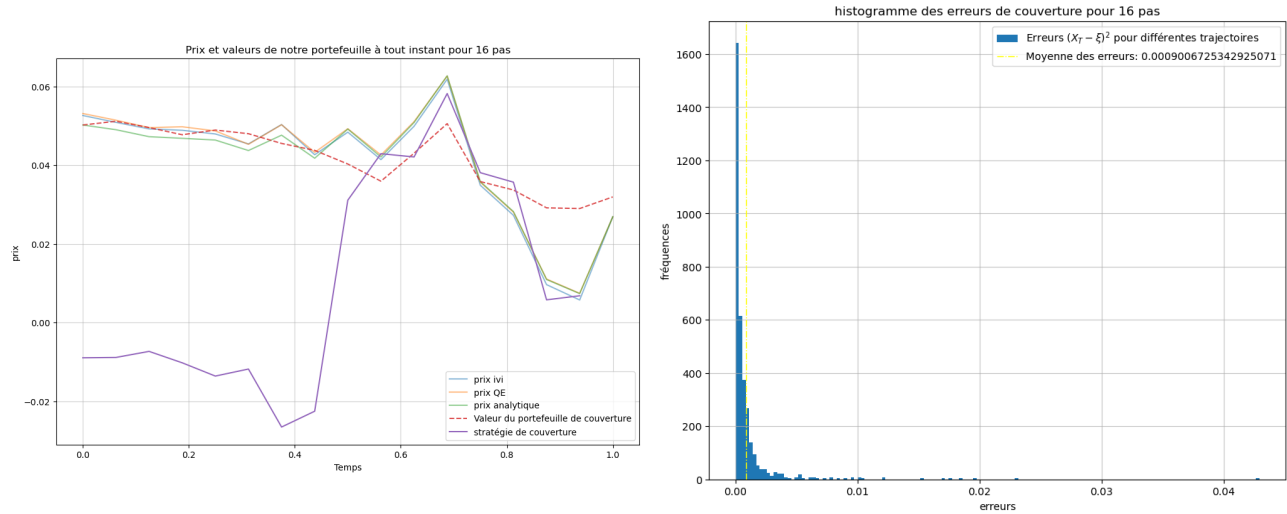 Prix et valeurs de notre portefeuille à tout instant pour 16 pas
prix
0.06
0.04
0.02
0.00
−0.02
0.0
0.2
0.4
0.6
0.8
1.0
Temps
prix ivi
prix QE
prix analytique
Valeur du portefeuille de couverture
stratégie de couverture
histogramme des erreurs de couverture pour 16 pas
fréquences
1600
1400
1200
1000
800
600
400
200
0
0.00
0.01
0.02
0.03
0.04
erreurs
Erreurs (X_T − ξ)² pour différentes trajectoires
Moyenne des erreurs: 0.0009006725342925071